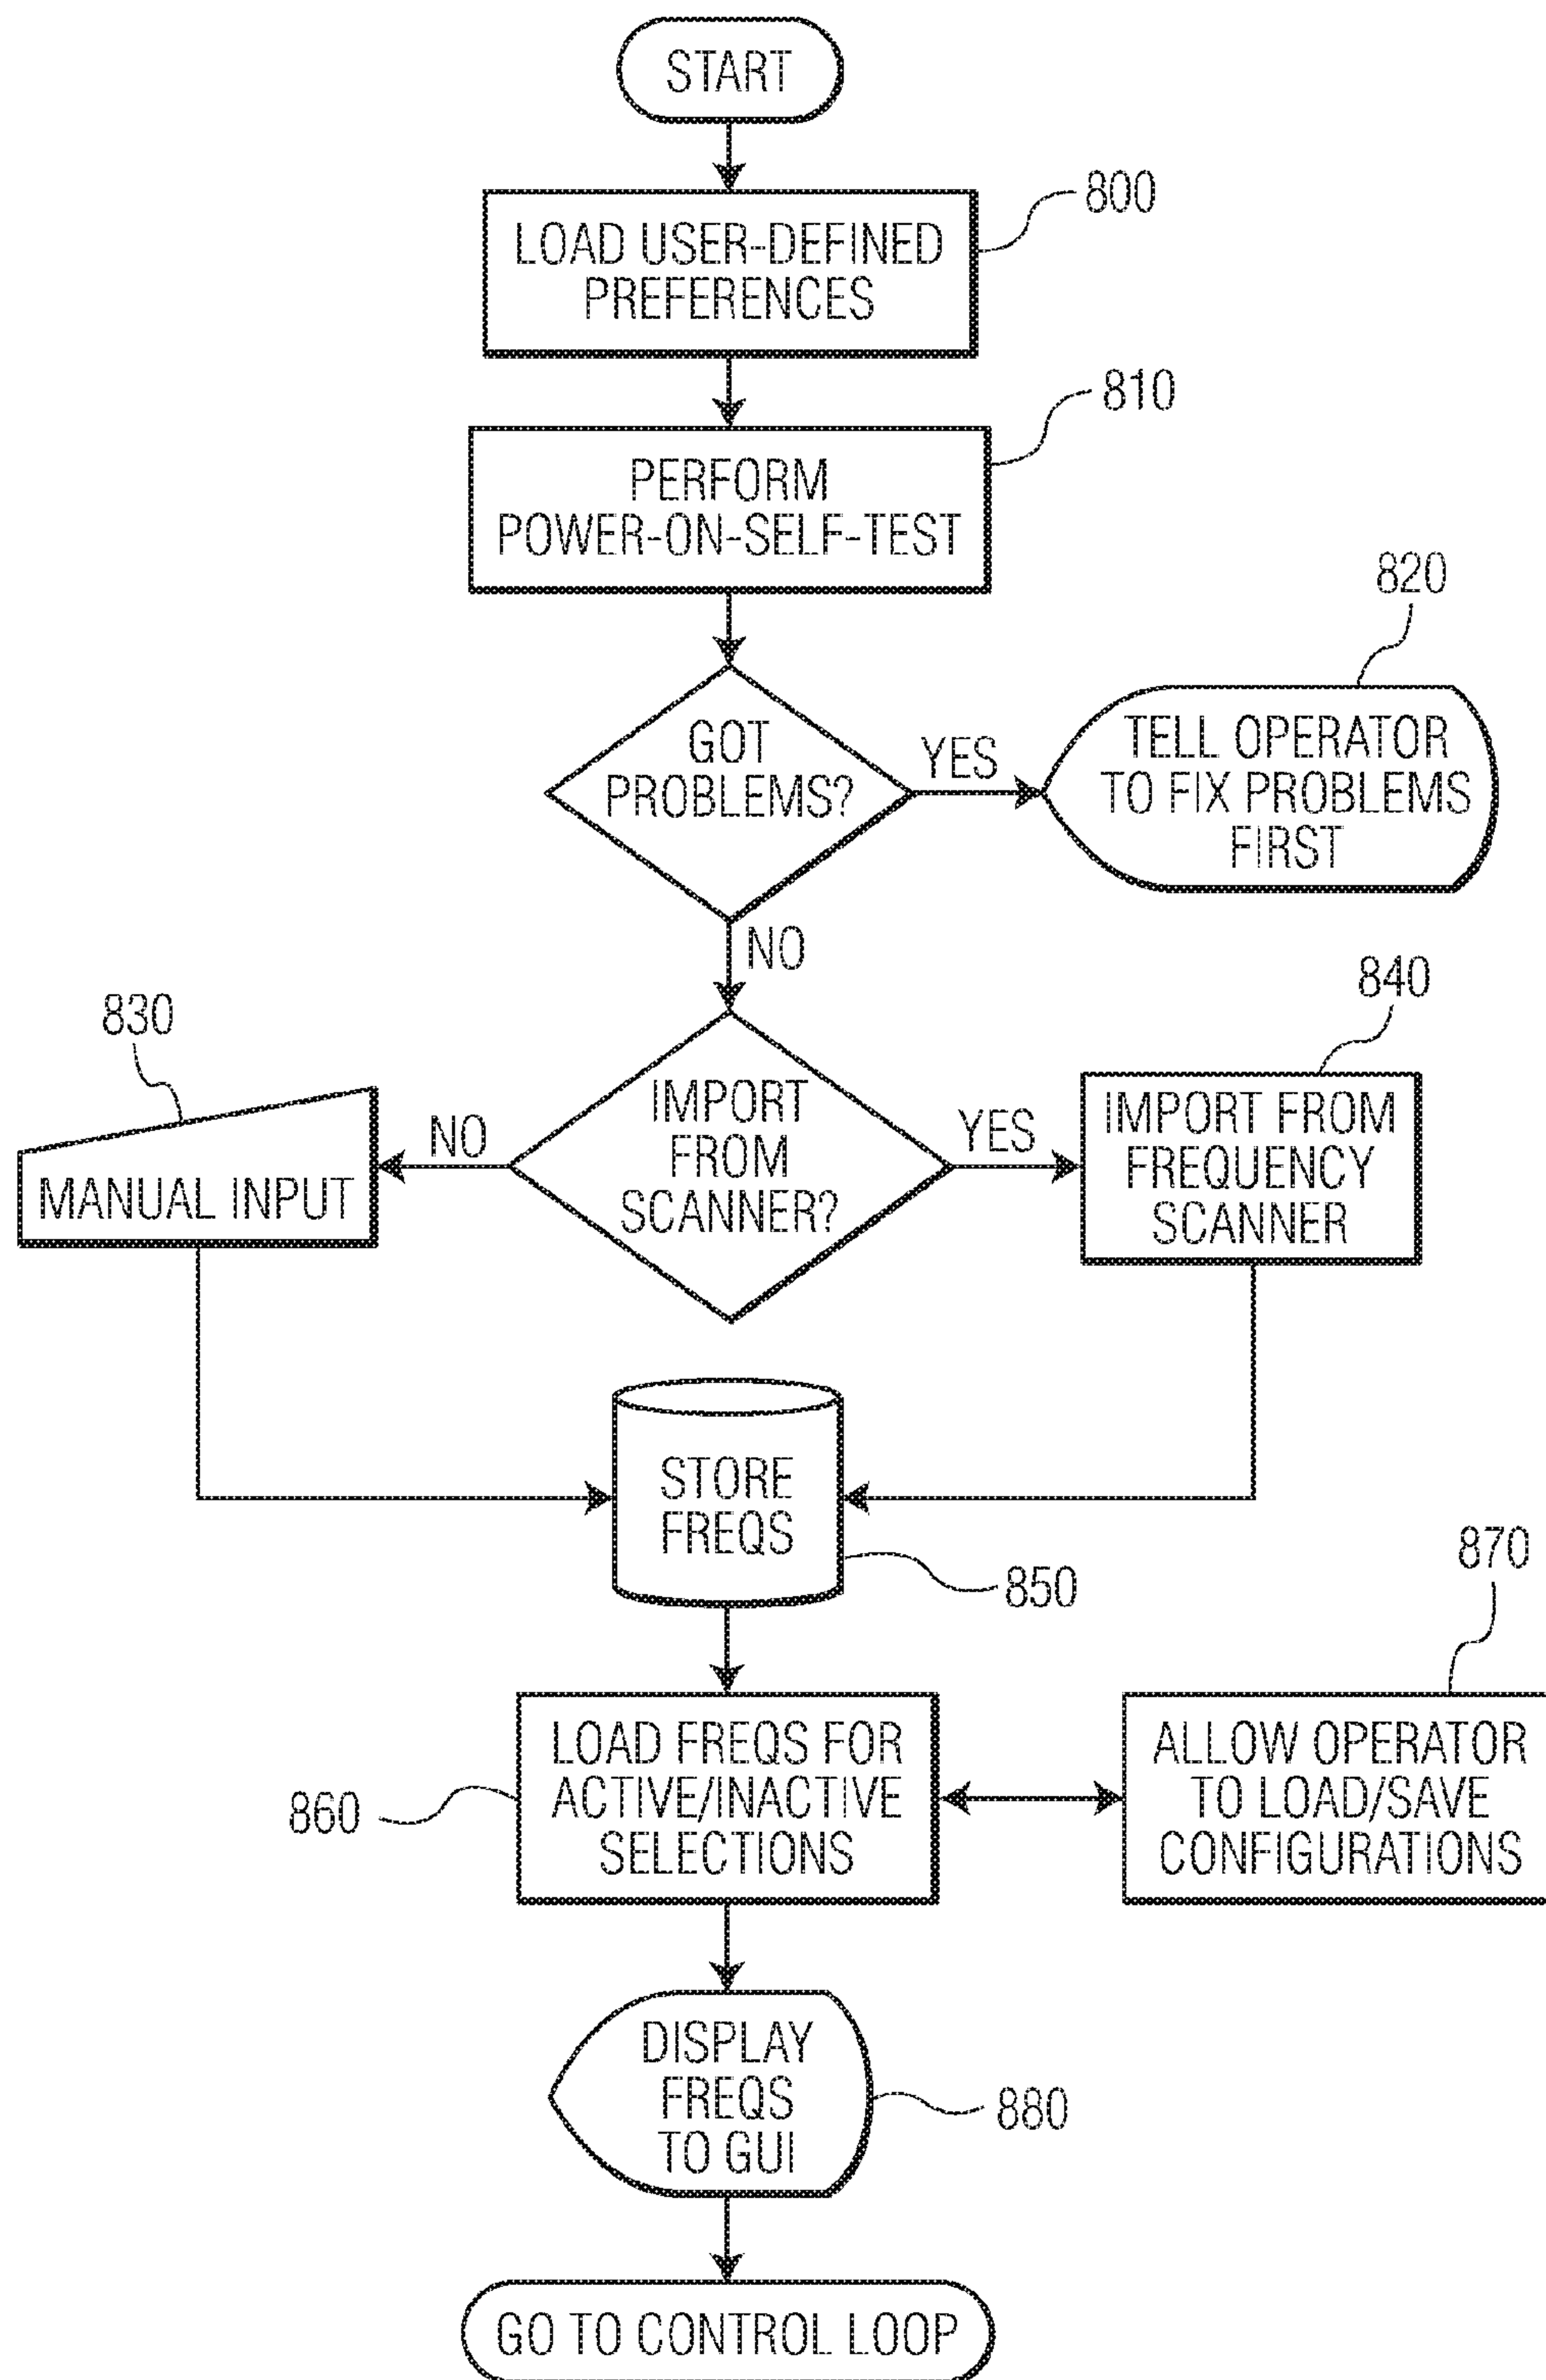 START
800
LOAD USER-DEFINED
PREFERENCES
810
PERFORM
POWER-ON-SELF-TEST
820
GOT
PROBLEMS?
YES
TELL OPERATOR
TO FIX PROBLEMS
FIRST
NO
830
840
MANUAL INPUT
NO
IMPORT
FROM
SCANNER?
YES
IMPORT FROM
FREQUENCY
SCANNER
STORE
FREQS
850
870
860
LOAD FREQS FOR
ACTIVE/INACTIVE
SELECTIONS
ALLOW OPERATOR
TO LOAD/SAVE
CONFIGURATIONS
DISPLAY
FREQS
TO GUI
880
GO TO CONTROL LOOP